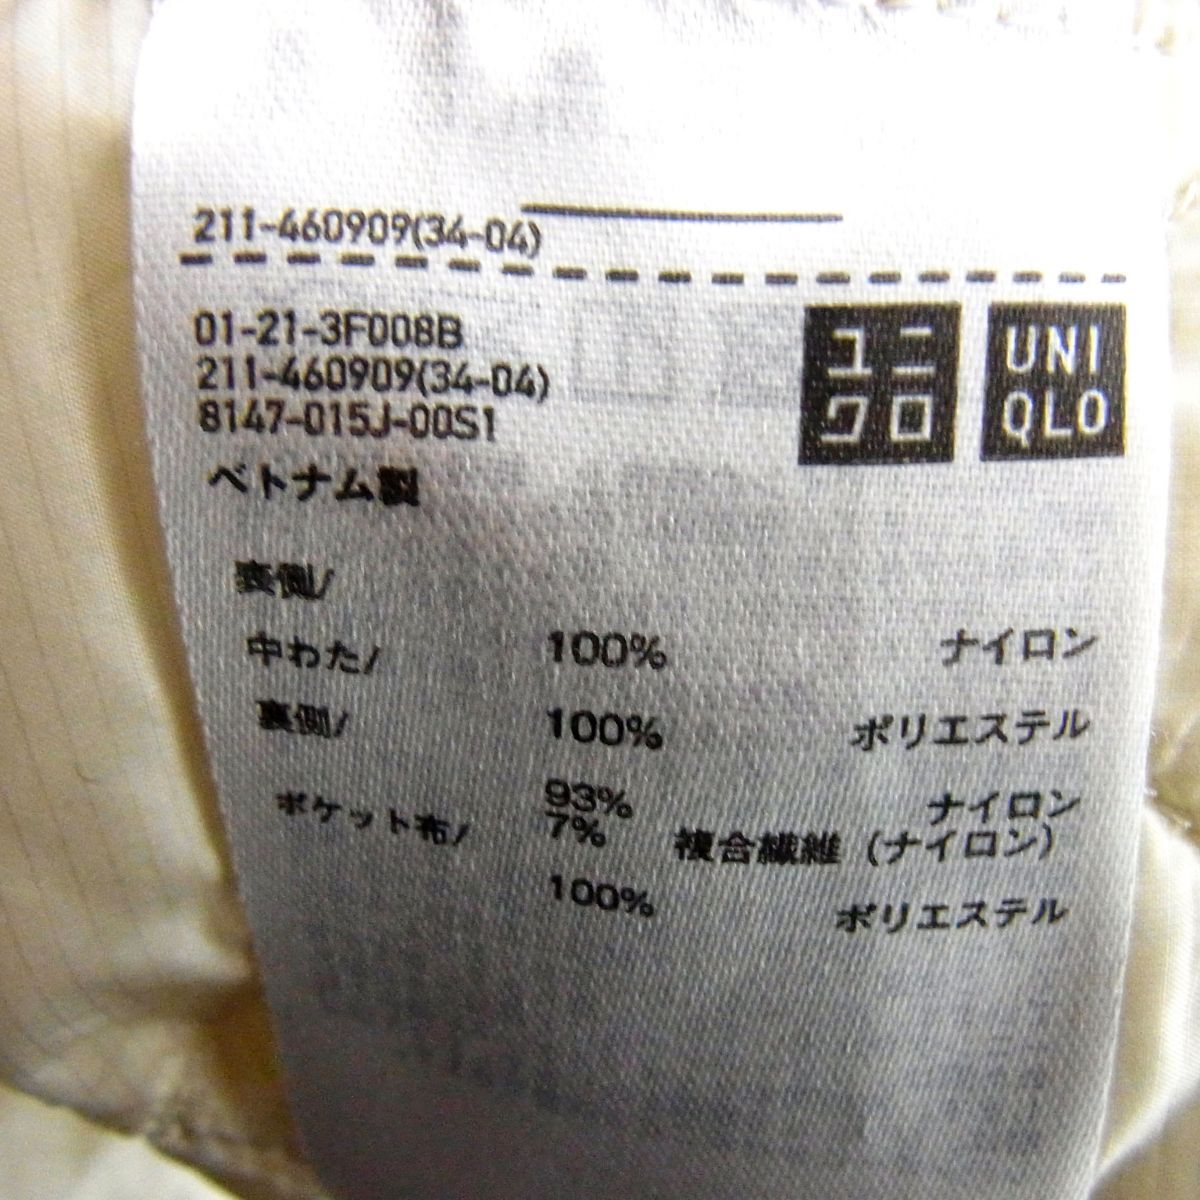 211-460909(34-04)
01-21-3F008B
211-460909(34-04)
8147-015J-00S1
ユニ
クロ
UNI
QLO
ベトナム製
表側/
100% ナイロン
中わた/
100% ポリエステル
裏側/
93% ナイロン
7% 複合繊維 (ナイロン)
ポケット布/
100% ポリエステル